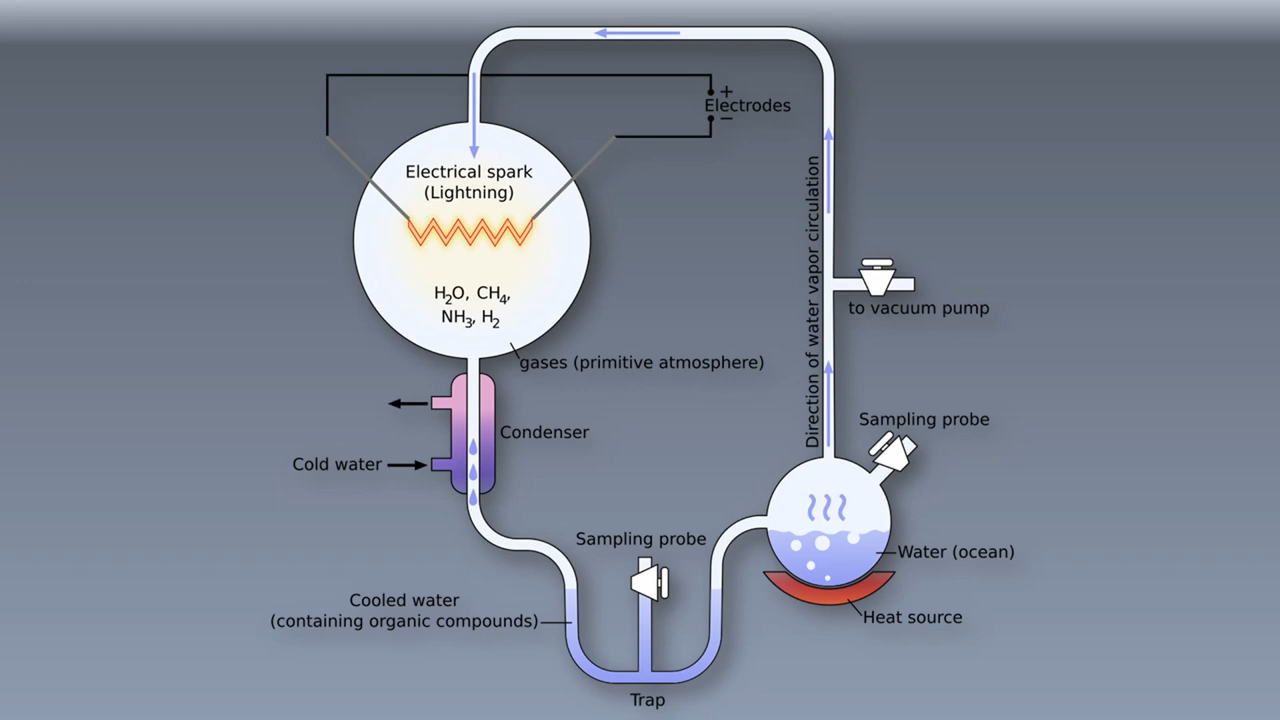 +
Electrodes
−
Electrical spark
(Lightning)
H₂O, CH₄,
NH₃, H₂
gases (primitive atmosphere)
Direction of water vapor circulation
to vacuum pump
Sampling probe
Condenser
Cold water
Sampling probe
Water (ocean)
Cooled water
(containing organic compounds)
Heat source
Trap